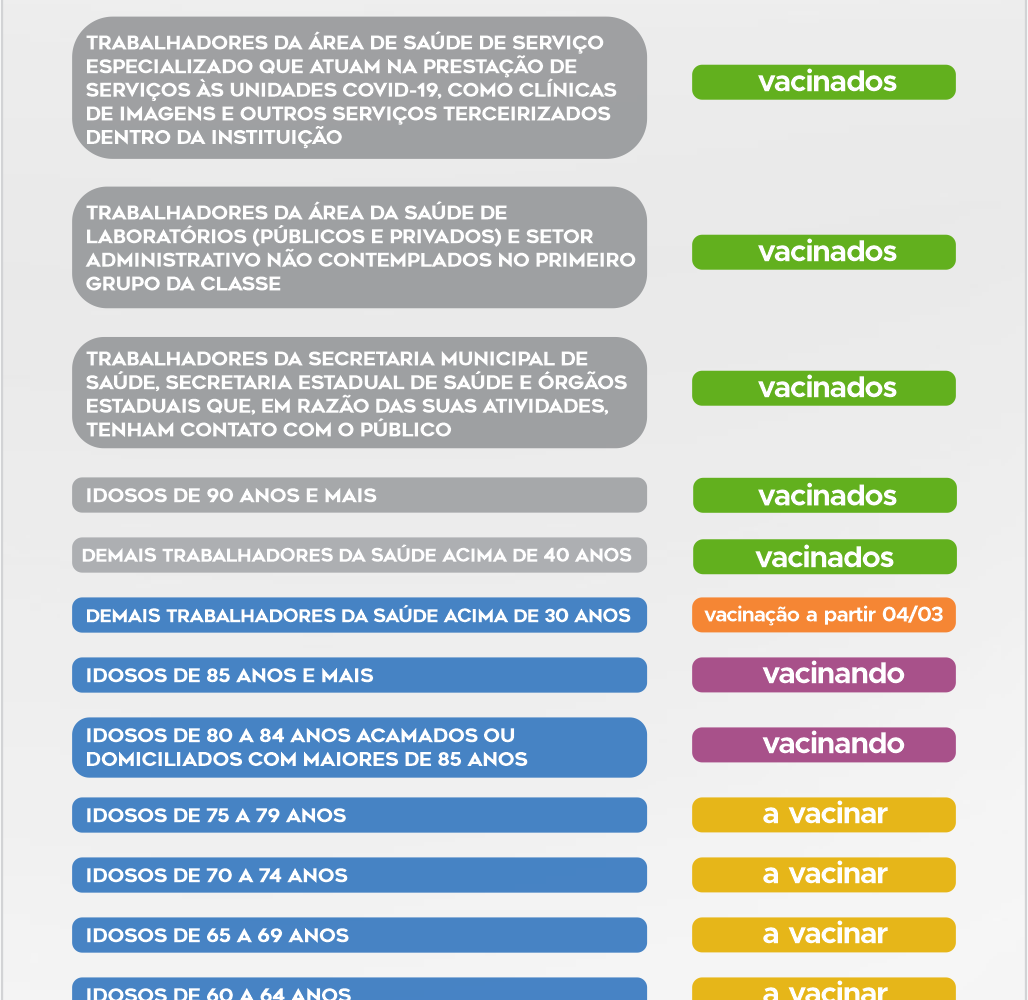 TRABALHADORES DA ÁREA DE SAÚDE DE SERVIÇO
ESPECIALIZADO QUE ATUAM NA PRESTAÇÃO DE
SERVIÇOS ÀS UNIDADES COVID-19, COMO CLÍNICAS
DE IMAGENS E OUTROS SERVIÇOS TERCEIRIZADOS
DENTRO DA INSTITUIÇÃO
vacinados
TRABALHADORES DA ÁREA DA SAÚDE DE
LABORATÓRIOS (PÚBLICOS E PRIVADOS) E SETOR
ADMINISTRATIVO NÃO CONTEMPLADOS NO PRIMEIRO
GRUPO DA CLASSE
vacinados
TRABALHADORES DA SECRETARIA MUNICIPAL DE
SAÚDE, SECRETARIA ESTADUAL DE SAÚDE E ÓRGÃOS
ESTADUAIS QUE, EM RAZÃO DAS SUAS ATIVIDADES,
TENHAM CONTATO COM O PÚBLICO
vacinados
IDOSOS DE 90 ANOS E MAIS
vacinados
DEMAIS TRABALHADORES DA SAÚDE ACIMA DE 40 ANOS
vacinados
DEMAIS TRABALHADORES DA SAÚDE ACIMA DE 30 ANOS
vacinação a partir 04/03
IDOSOS DE 85 ANOS E MAIS
vacinando
IDOSOS DE 80 A 84 ANOS ACAMADOS OU
DOMICILIADOS COM MAIORES DE 85 ANOS
vacinando
IDOSOS DE 75 A 79 ANOS
a vacinar
IDOSOS DE 70 A 74 ANOS
a vacinar
IDOSOS DE 65 A 69 ANOS
a vacinar
IDOSOS DE 60 A 64 ANOS
a vacinar